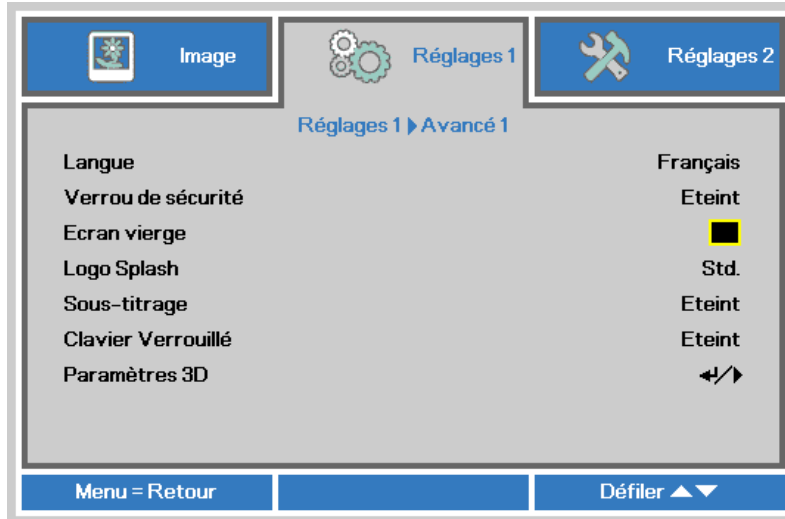 Image
Réglages 1
Réglages 2
Réglages 1 Avancé 1
Langue Français
Verrou de sécurité Eteint
Ecran vierge
Logo Splash Std.
Sous-titrage Eteint
Clavier Verrouillé Eteint
Paramètres 3D
Menu = Retour
Défiler